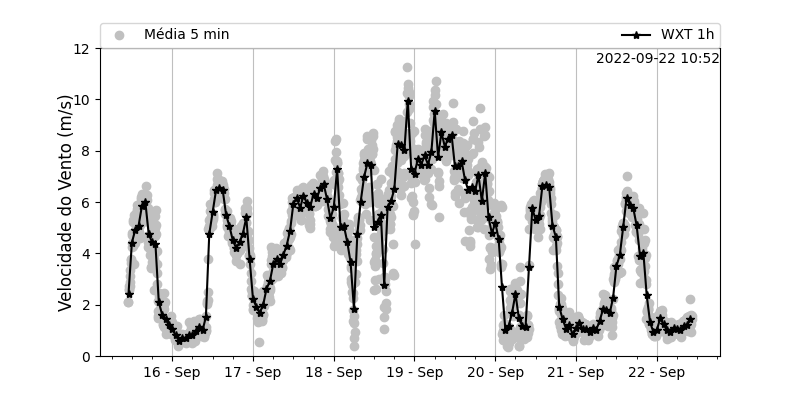 Média 5 min
WXT 1h
2022-09-22 10:52
Velocidade do Vento (m/s)
12
10
8
6
4
2
0
16 - Sep
17 - Sep
18 - Sep
19 - Sep
20 - Sep
21 - Sep
22 - Sep